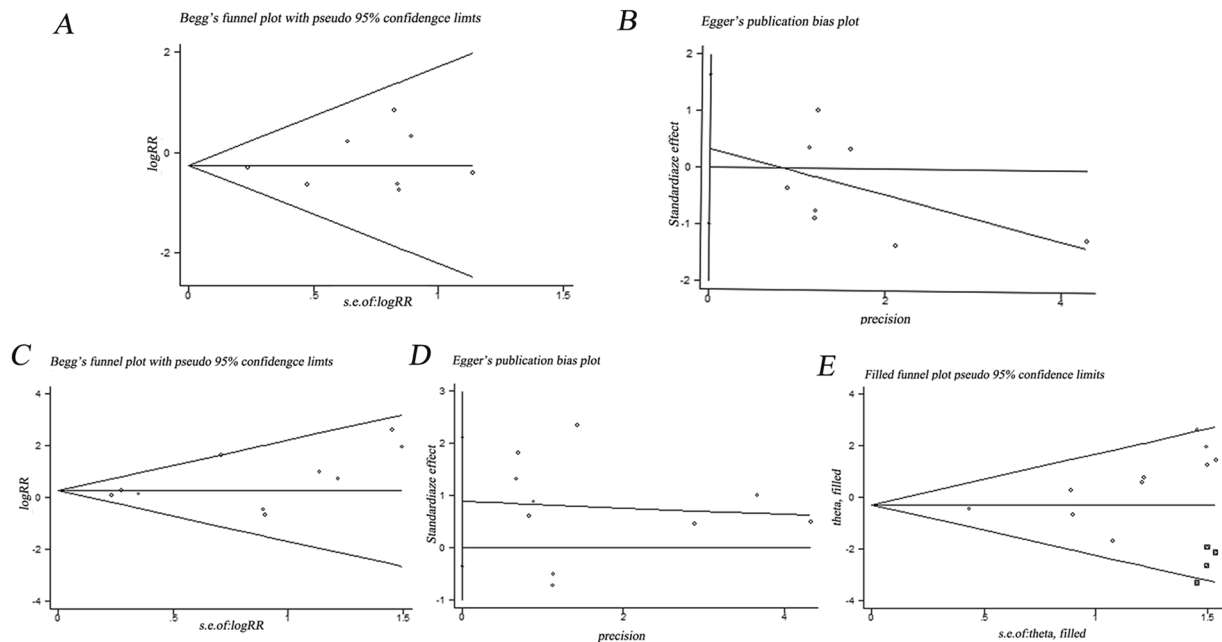 A
Begg's funnel plot with pseudo 95% confidengce limts
2
0
-2
logRR
0
.5
1
1.5
s.e.of:logRR
B
Egger's publication bias plot
2
1
0
-1
-2
Standardiaze effect
0
2
4
precision
C
Begg's funnel plot with pseudo 95% confidengce limts
4
2
0
-2
-4
logRR
0
.5
1
1.50
s.e.of:logRR
D
Egger's publication bias plot
3
2
1
0
-1
Standardiaze effect
0
2
4
precision
E
Filled funnel plot pseudo 95% confidence limits
4
2
0
-2
-4
theta, filled
0
.5
1
1.5
s.e.of:theta, filled